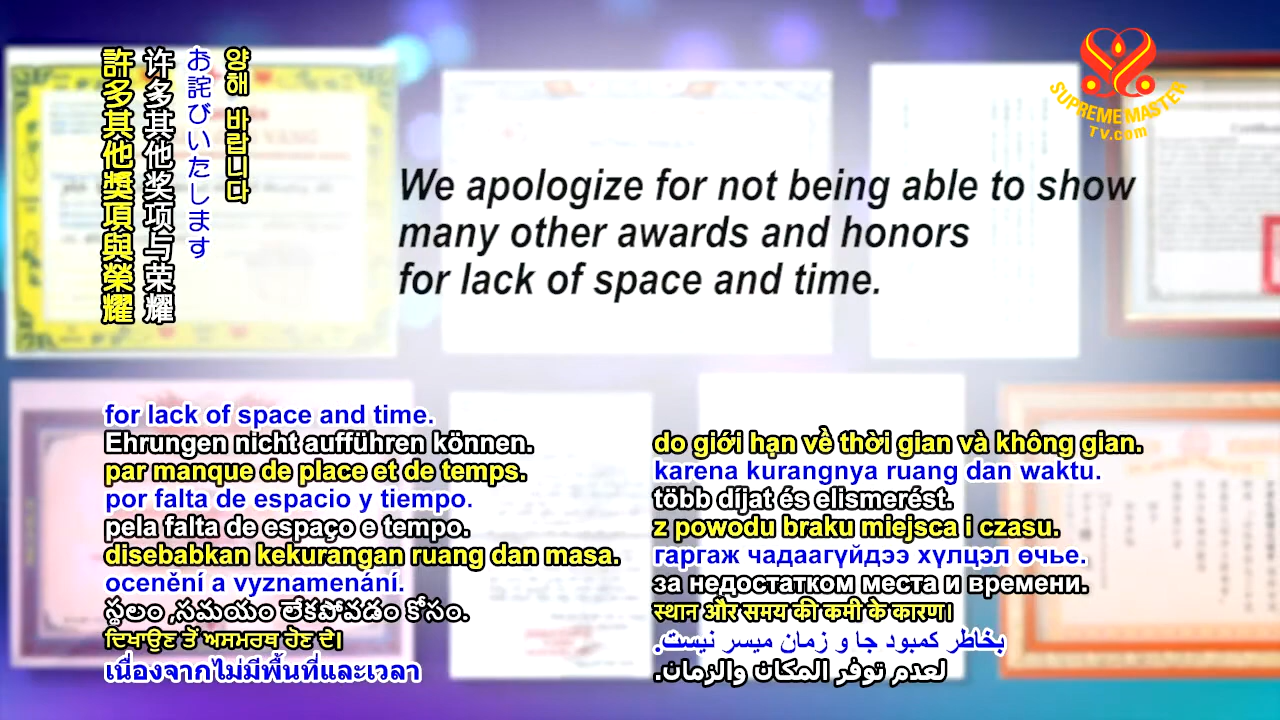 許多其他獎項與榮耀
许多其他奖项与荣耀
お詫びいたします
양해 바랍니다
SUPREME MASTER
TV.com
We apologize for not being able to show
many other awards and honors
for lack of space and time.
for lack of space and time.
Ehrungen nicht aufführen können.
par manque de place et de temps.
por falta de espacio y tiempo.
pela falta de espaço e tempo.
disebabkan kekurangan ruang dan masa.
ocenění a vyznamenání.
స్థలం ,సమయం లేకపోవడం కోసం.
ਦਿਖਾਉਣ ਤੋਂ ਅਸਮਰਥ ਹੋਣ ਦੇ।
เนื่องจากไม่มีพื้นที่และเวลา
do giới hạn về thời gian và không gian.
karena kurangnya ruang dan waktu.
több díjat és elismerést.
z powodu braku miejsca i czasu.
гаргаж чадаагүйдээ хүлцэл өчье.
за недостатком места и времени.
स्थान और समय की कमी के कारण।
بخاطر کمبود جا و زمان میسر نیست.
لعدم توفر المكان والزمان.